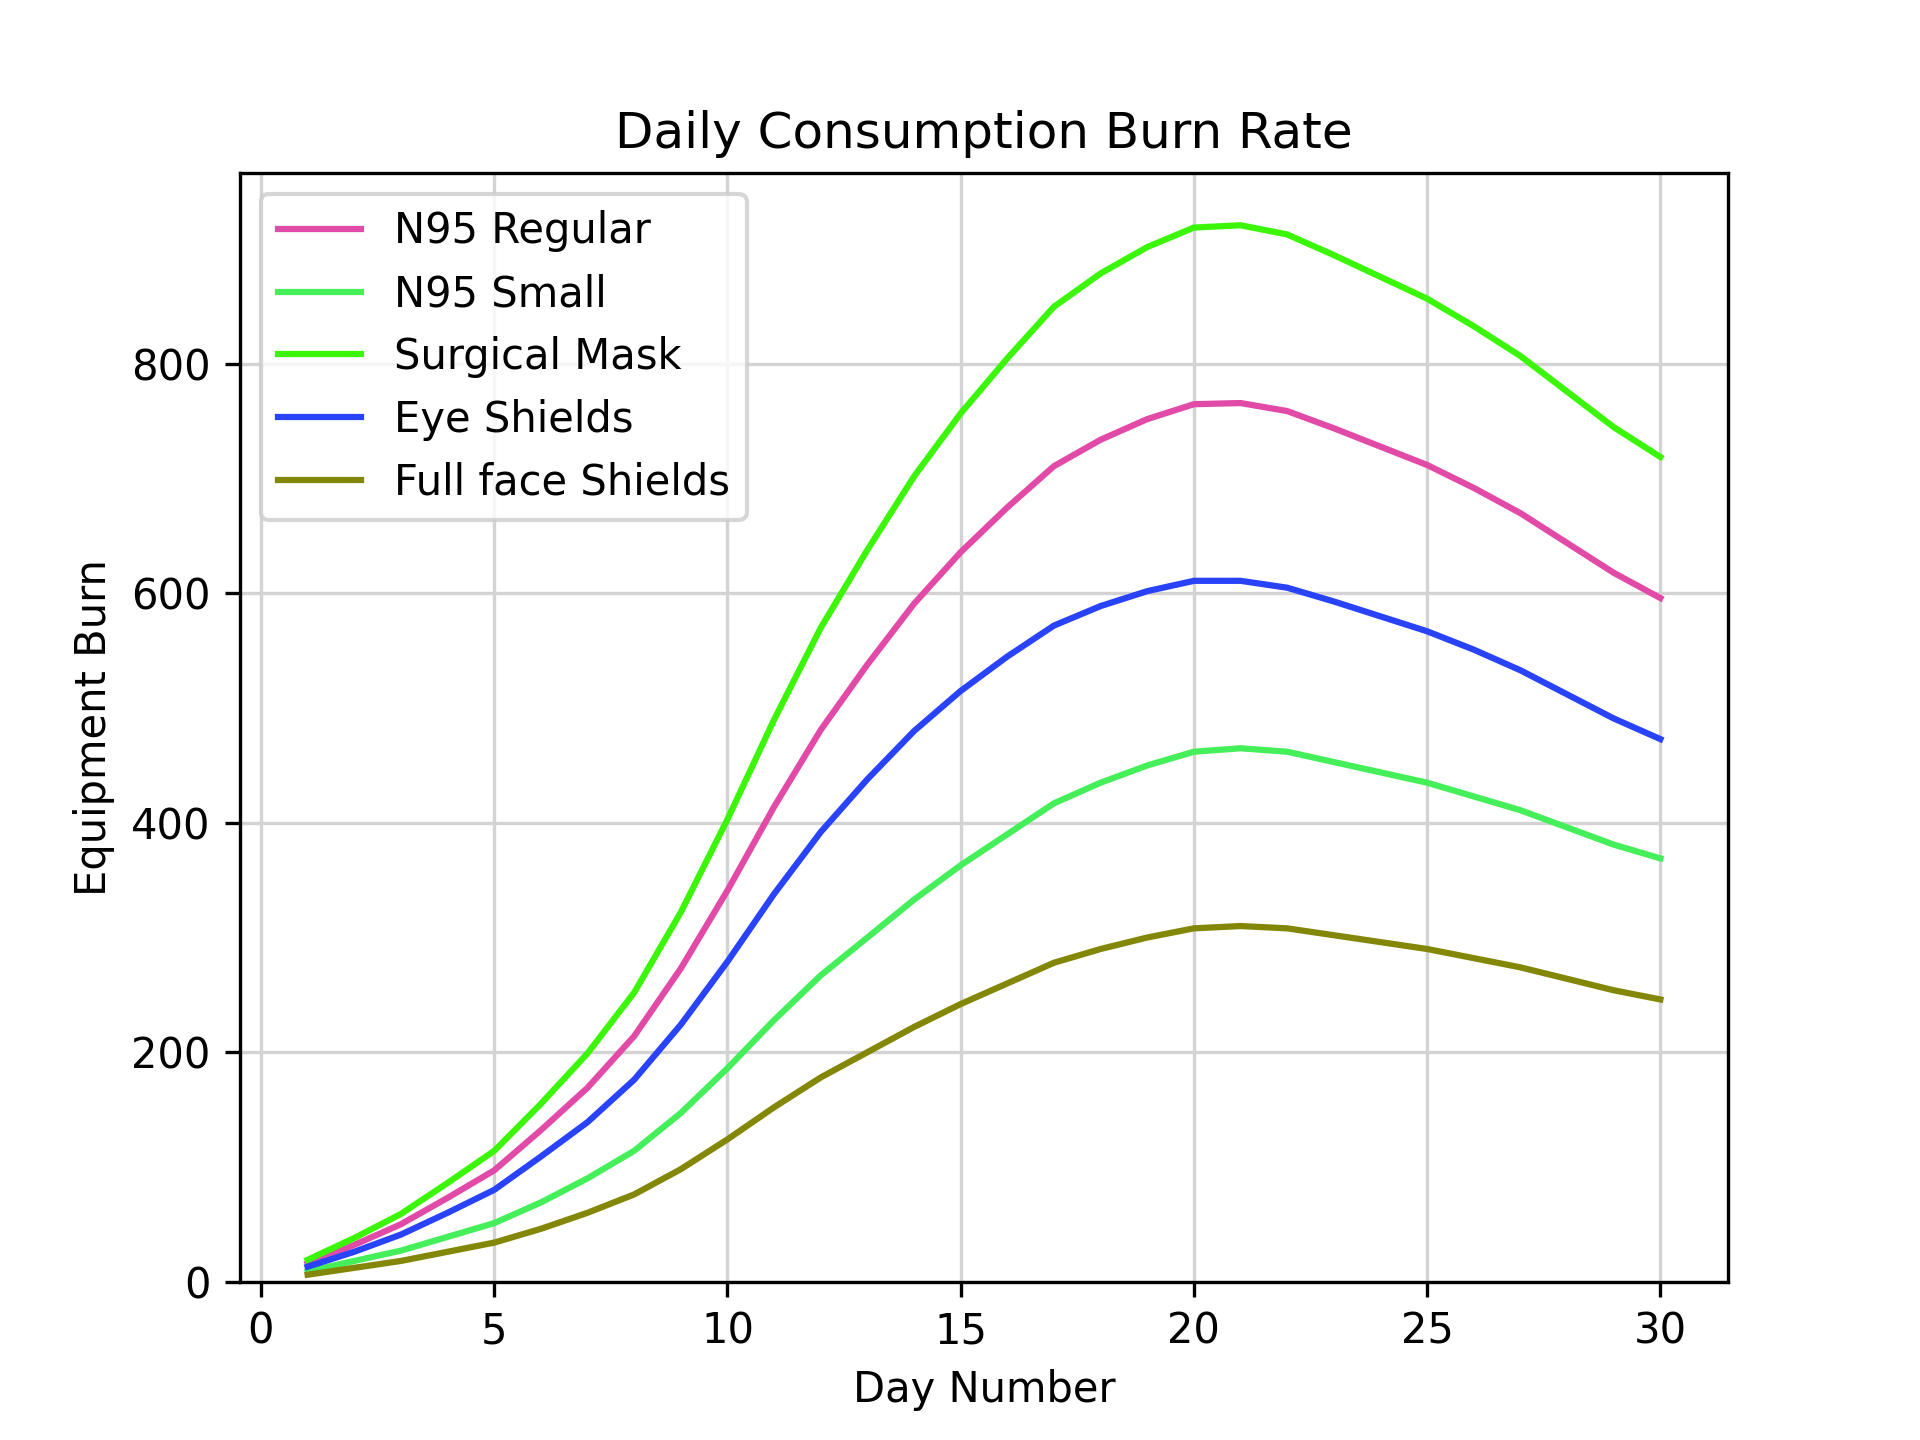 Daily Consumption Burn Rate
N95 Regular
N95 Small
Surgical Mask
Eye Shields
Full face Shields
Equipment Burn
800
600
400
200
0
0 5 10 15 20 25 30
Day Number